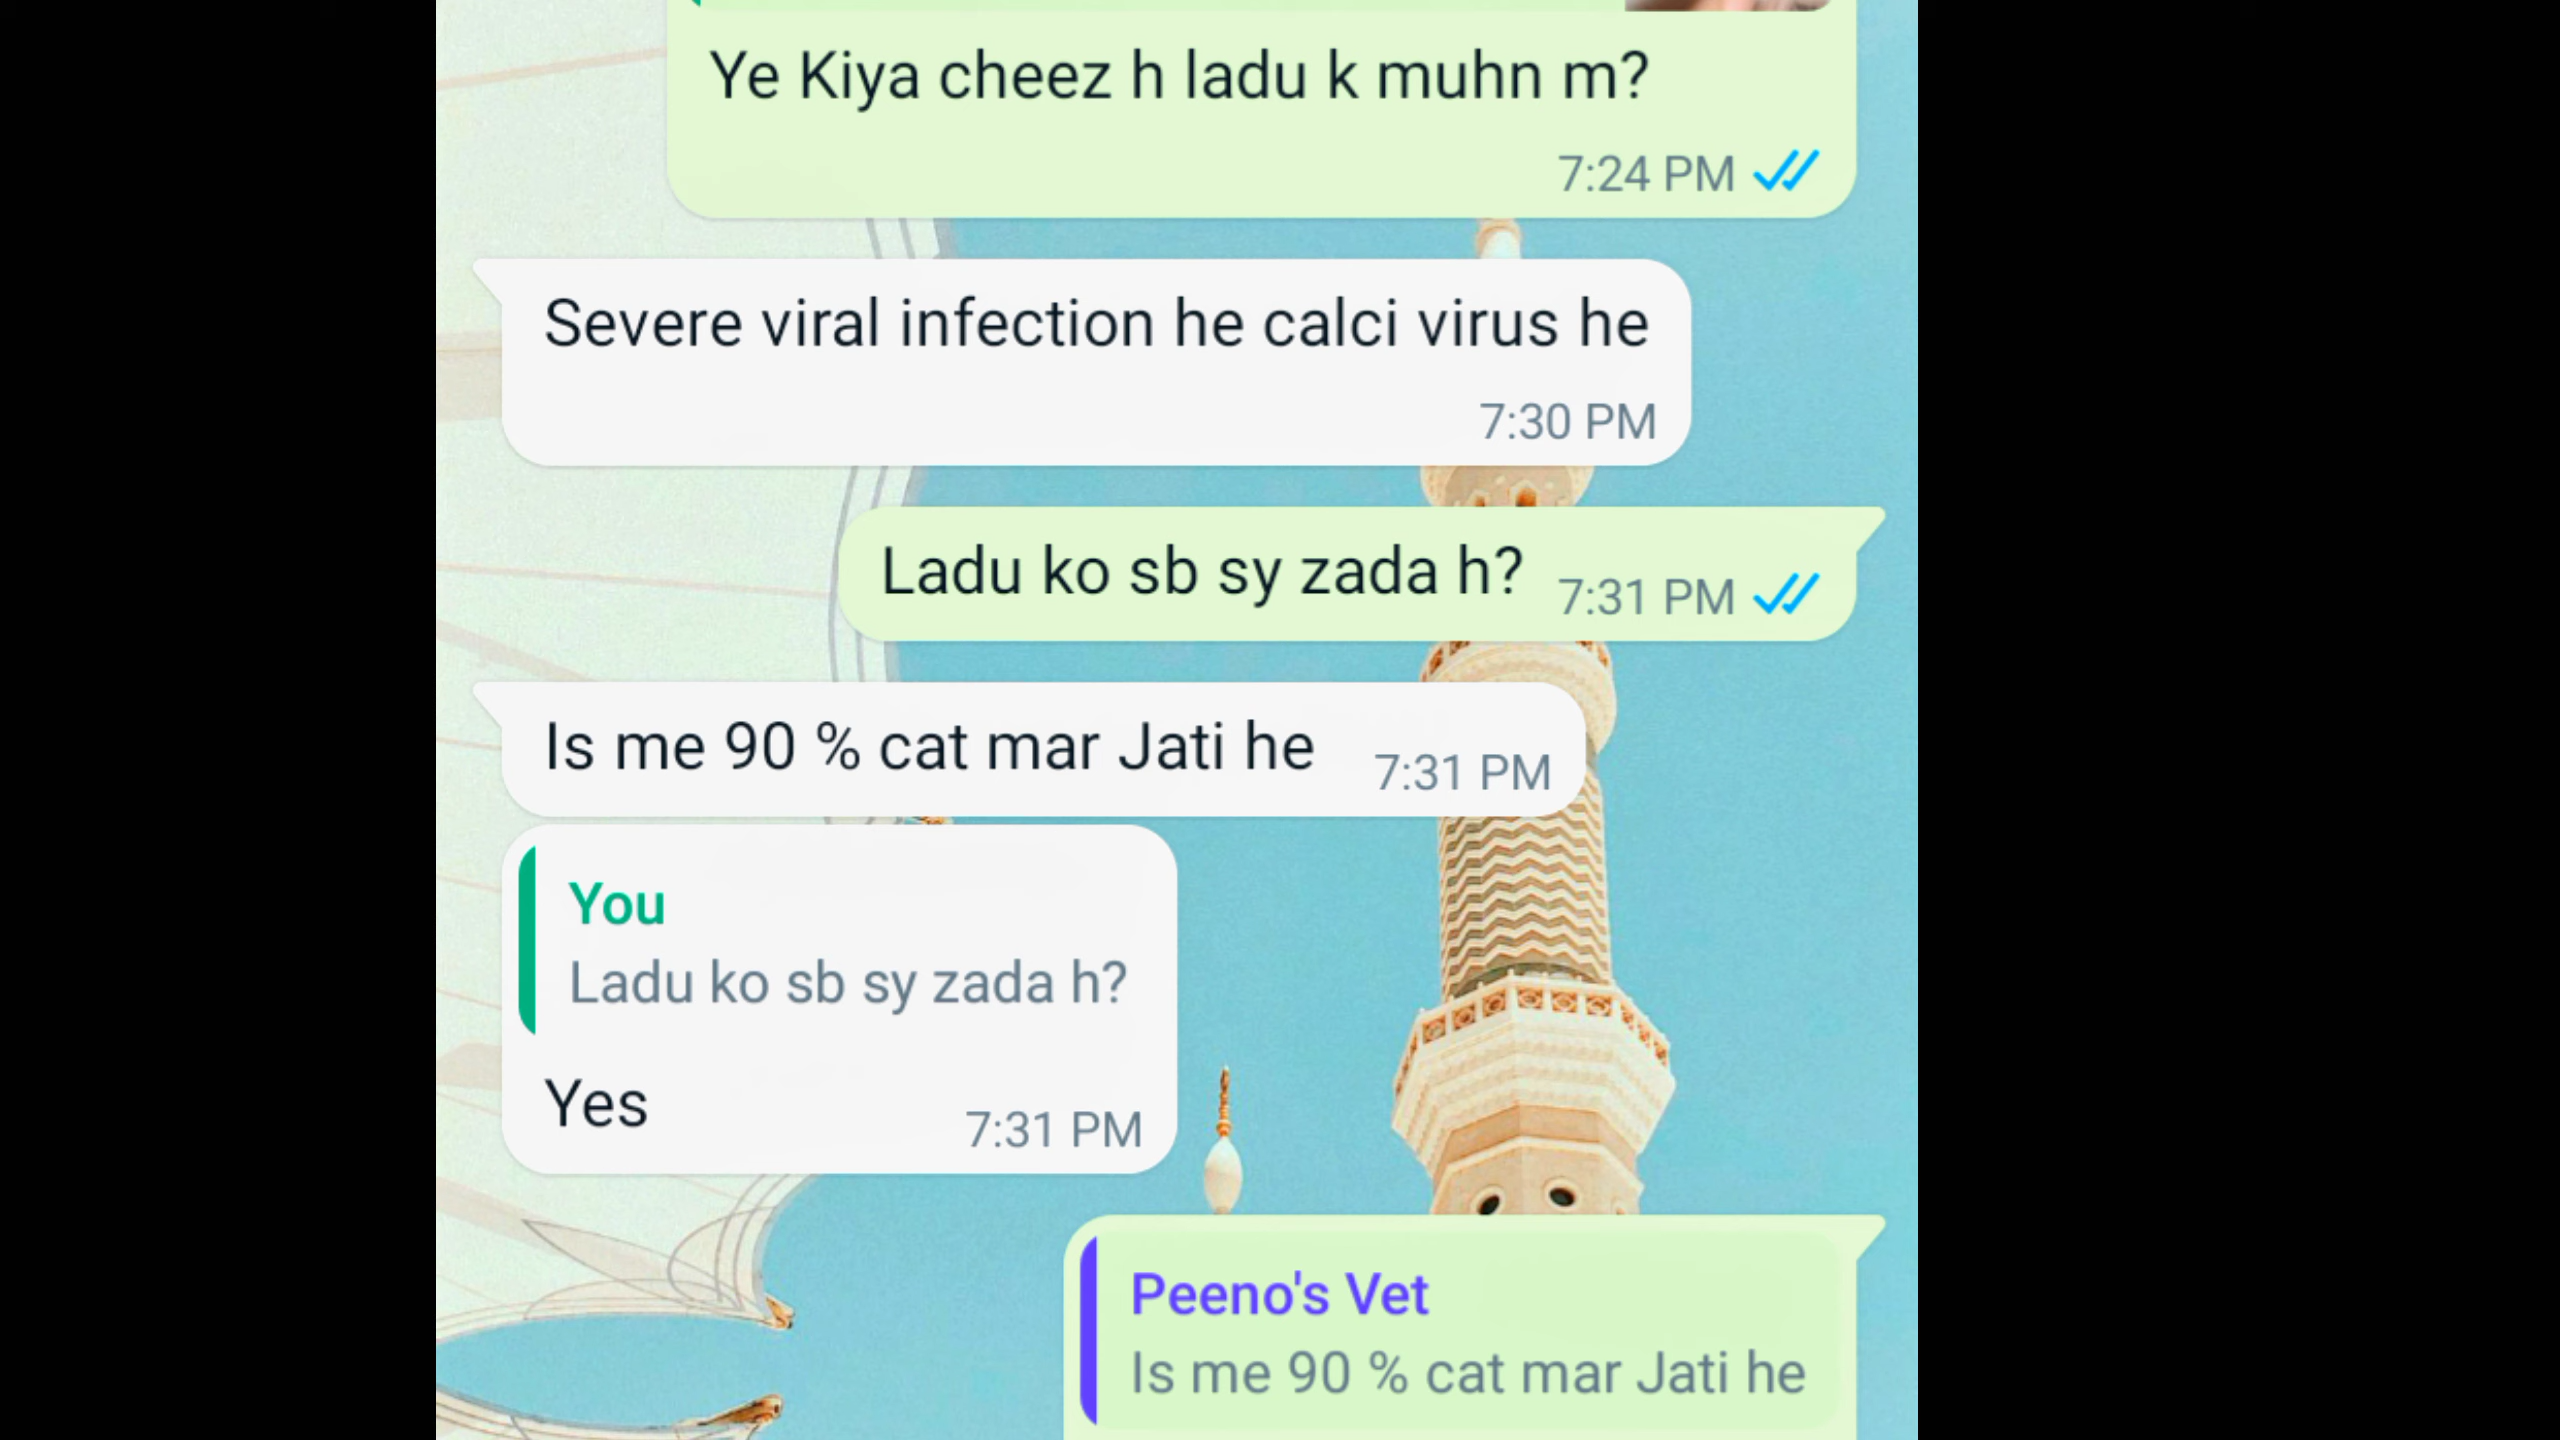 Ye Kiya cheez h ladu k muhn m?
7:24 PM
Severe viral infection he calci virus he
7:30 PM
Ladu ko sb sy zada h? 7:31 PM
Is me 90 % cat mar Jati he 7:31 PM
You
Ladu ko sb sy zada h?
Yes 7:31 PM
Peeno's Vet
Is me 90 % cat mar Jati he